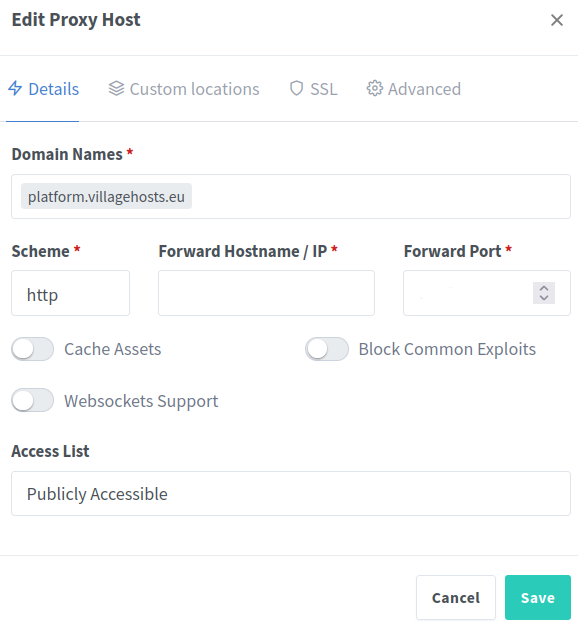 Edit Proxy Host
Details Custom locations SSL Advanced
Domain Names *
platform.villagehosts.eu
Scheme * Forward Hostname / IP * Forward Port *
http
Cache Assets Block Common Exploits
Websockets Support
Access List
Publicly Accessible
Cancel Save